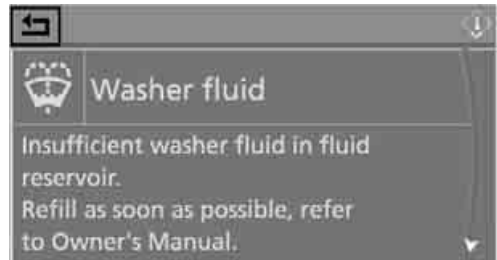 Washer fluid
Insufficient washer fluid in fluid
reservoir.
Refill as soon as possible, refer
to Owner's Manual.